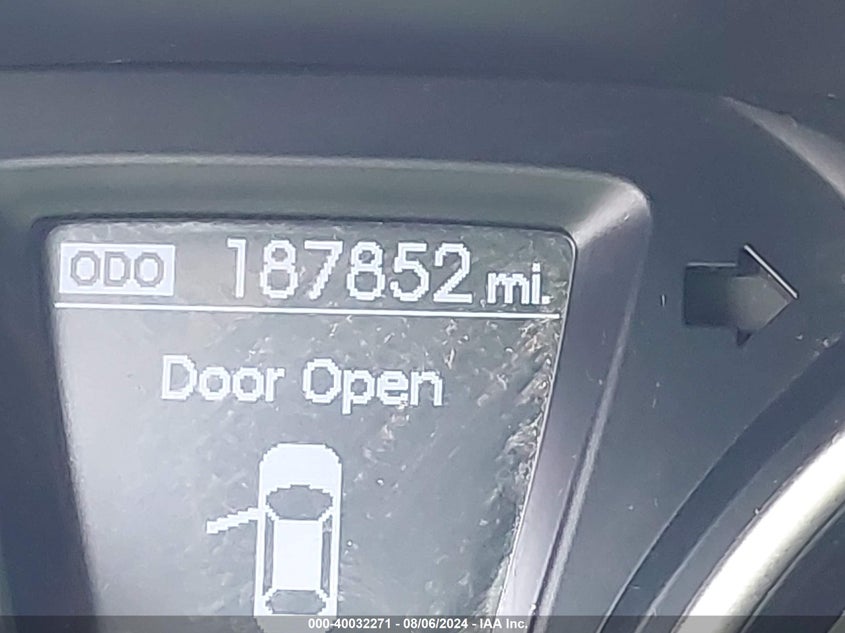 ODO 187852 mi.
Door Open
000-40032271 - 08/06/2024 - IAA Inc.